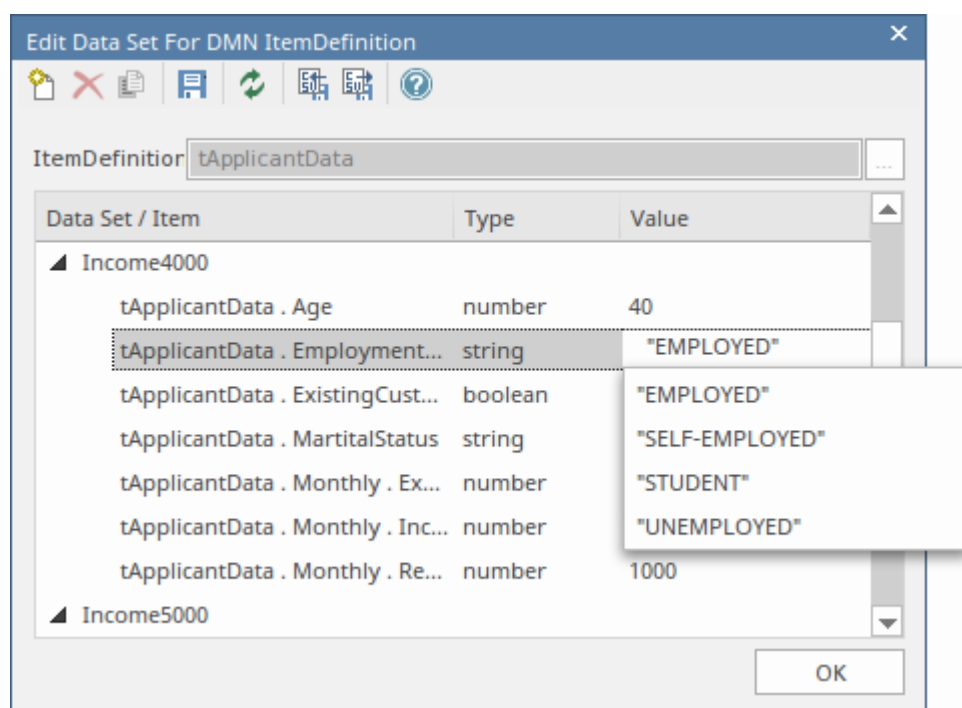 Edit Data Set For DMN ItemDefinition
ItemDefinition tApplicantData ...
Data Set / Item Type Value
Income4000
tApplicantData . Age number 40
tApplicantData . Employment... string "EMPLOYED"
tApplicantData . ExistingCust... boolean "EMPLOYED"
tApplicantData . MartitalStatus string "SELF-EMPLOYED"
tApplicantData . Monthly . Ex... number "STUDENT"
tApplicantData . Monthly . Inc... number "UNEMPLOYED"
tApplicantData . Monthly . Re... number 1000
Income5000
OK